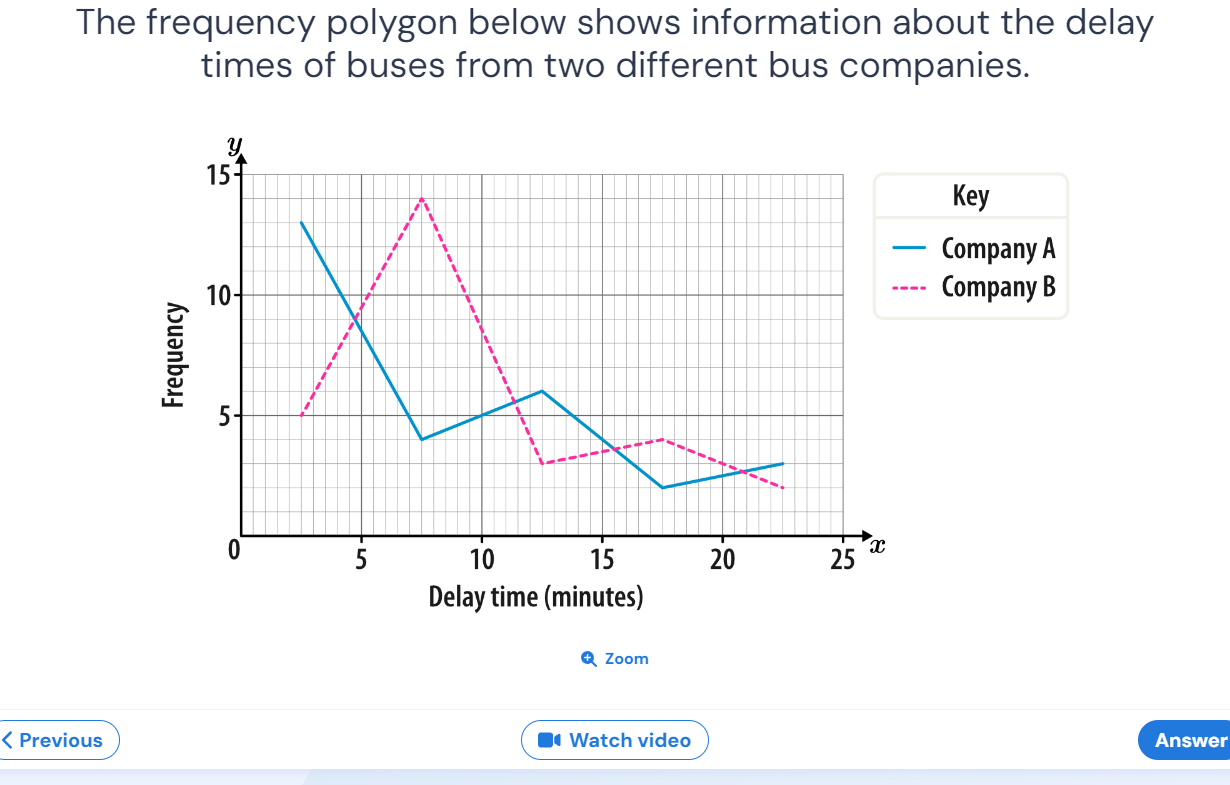 The frequency polygon below shows information about the delay
times of buses from two different bus companies.
y
15
10
5
0
Frequency
5 10 15 20 25 x
Delay time (minutes)
Key
Company A
Company B
Zoom
Previous
Watch video
Answer